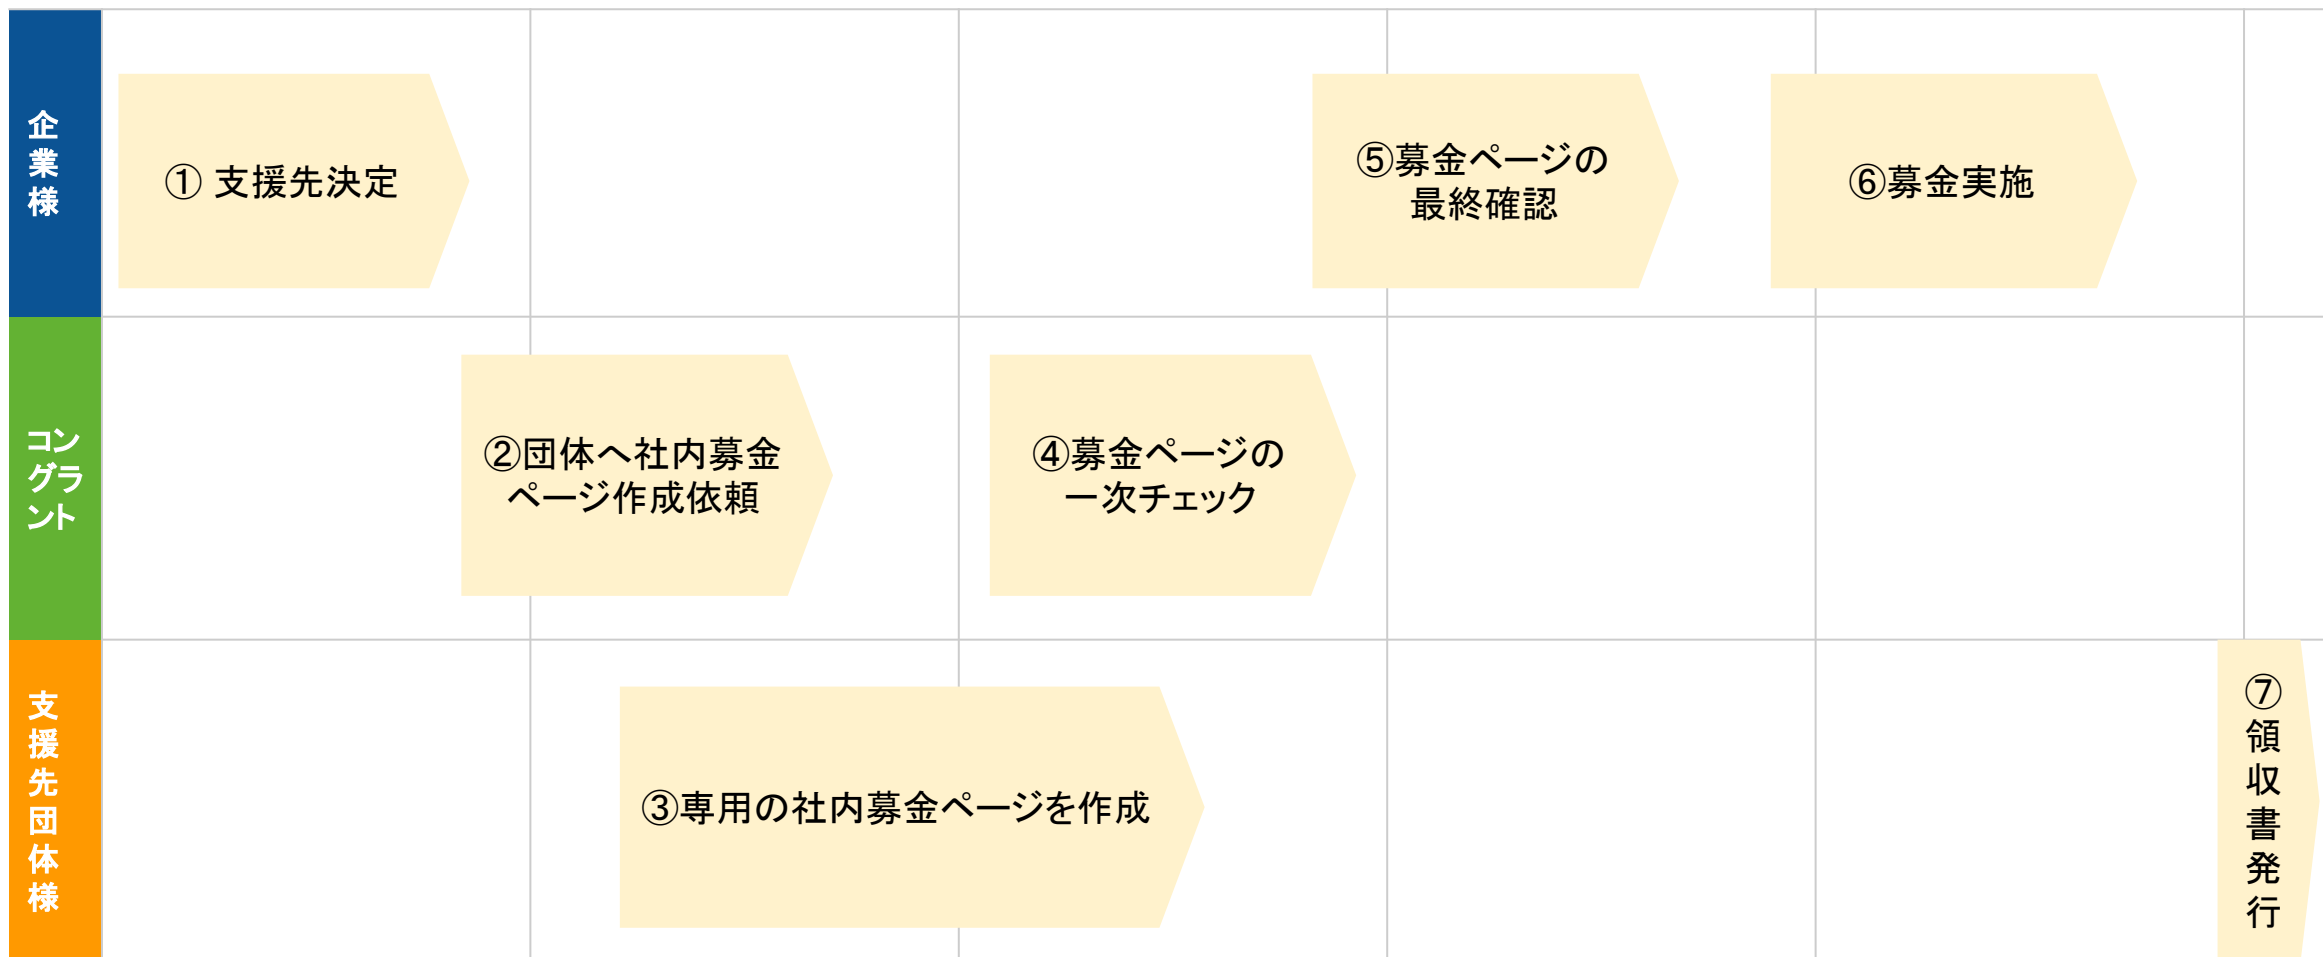 企業様
① 支援先決定
⑤募金ページの
最終確認
⑥募金実施
コン
グラ
ント
②団体へ社内募金
ページ作成依頼
④募金ページの
一次チェック
支援先団体様
③専用の社内募金ページを作成
⑦領収書発行